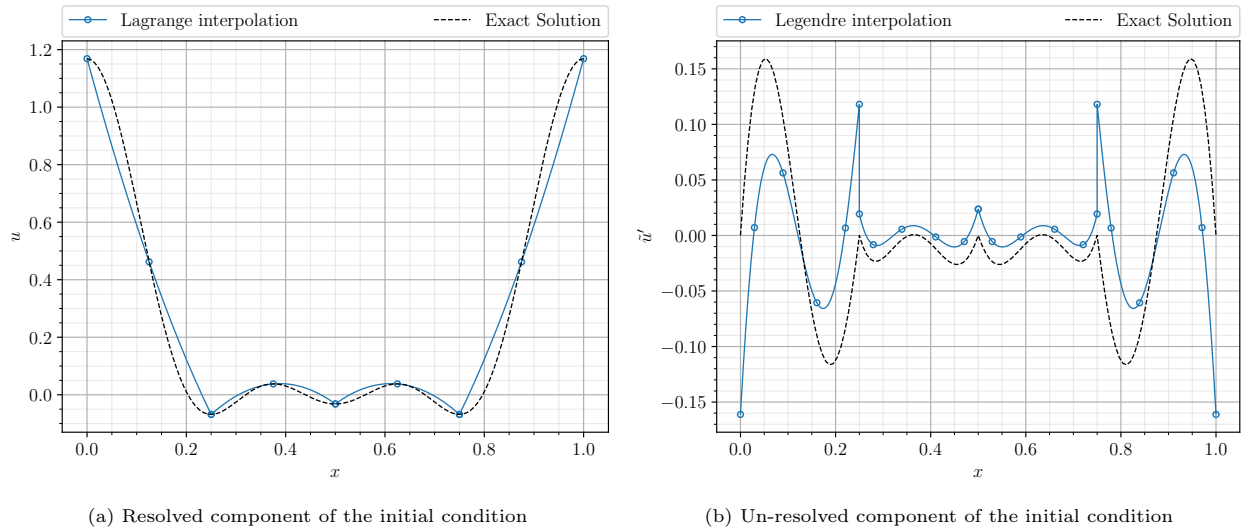 Lagrange interpolation Exact Solution
1.2
1.0
0.8
0.6
0.4
0.2
0.0
u
0.0 0.2 0.4 0.6 0.8 1.0
x
(a) Resolved component of the initial condition
Legendre interpolation Exact Solution
0.15
0.10
0.05
0.00
−0.05
−0.10
−0.15
ũ′
0.0 0.2 0.4 0.6 0.8 1.0
x
(b) Un-resolved component of the initial condition